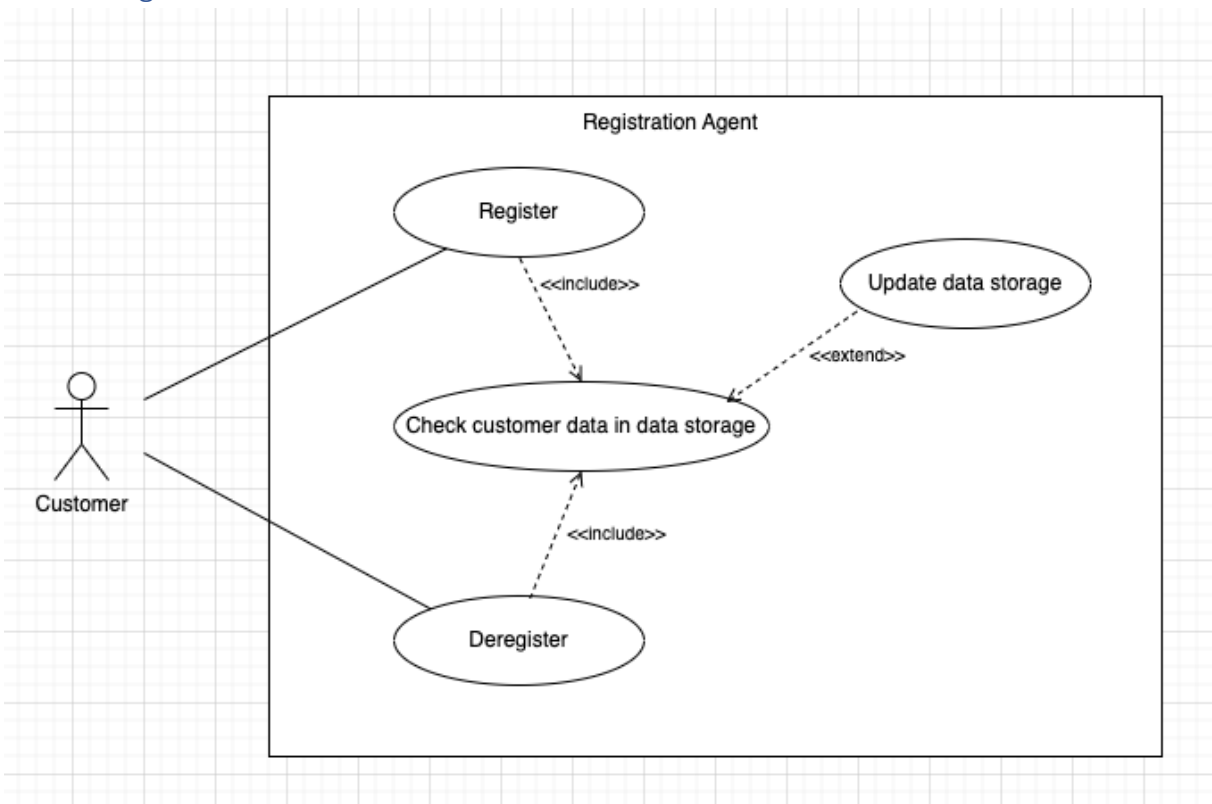 Registration Agent
Register
<<include>>
Update data storage
<<extend>>
Check customer data in data storage
Customer
<<include>>
Deregister